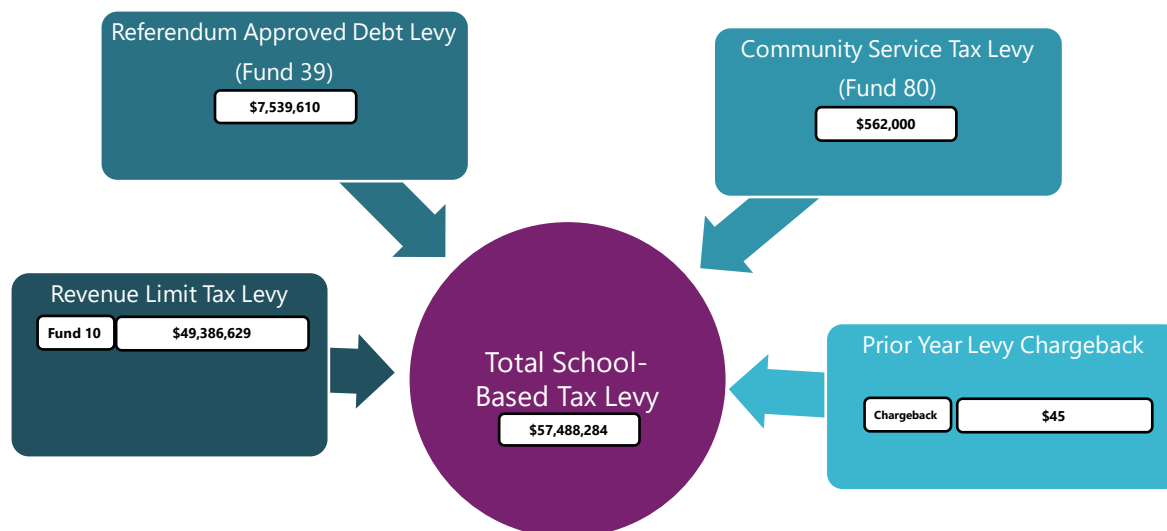 Referendum Approved Debt Levy
(Fund 39)
$7,539,610
Community Service Tax Levy
(Fund 80)
$562,000
Revenue Limit Tax Levy
Fund 10 $49,386,629
Total School-
Based Tax Levy
$57,488,284
Prior Year Levy Chargeback
Chargeback $45